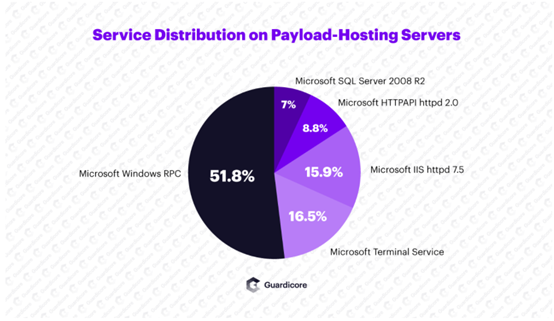 Service Distribution on Payload-Hosting Servers
Microsoft SQL Server 2008 R2
7%
Microsoft HTTPAPI httpd 2.0
8.8%
Microsoft Windows RPC
51.8%
15.9%
Microsoft IIS httpd 7.5
16.5%
Microsoft Terminal Service
Guardicore